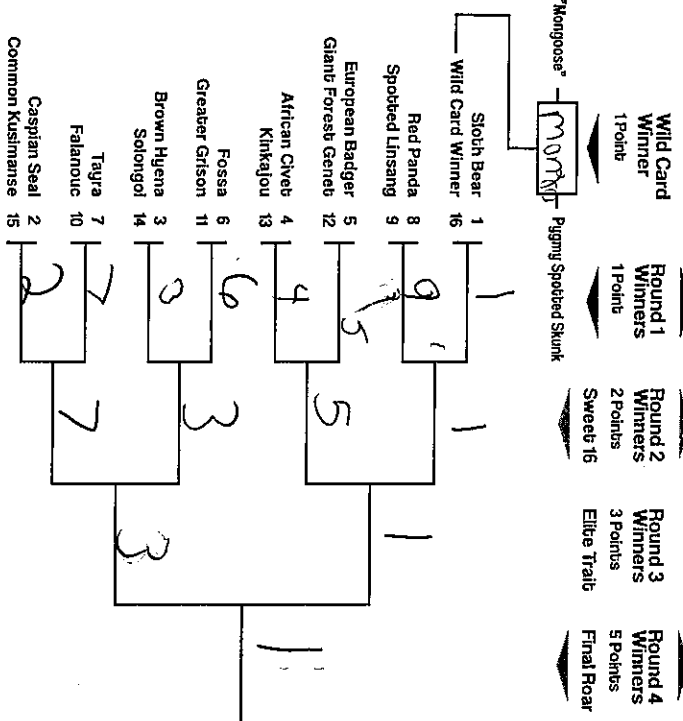 Wild Card
Winner
1 Point
Round 1
Winners
1 Point
Round 2
Winners
2 Points
Sweet 16
Round 3
Winners
3 Points
Elite Trait
Round 4
Winners
5 Points
Final Roar
"Mongoose"
Pygmy Spotted Skunk
Sloth Bear 1
Wild Card Winner 16
Red Panda 8
Spotted Linsang 9
European Badger 5
Giant Forest Genet 12
African Civet 4
Kinkajou 13
Fossa 6
Greater Grison 11
Brown Hyena 3
Solongoi 14
Tayra 7
Falanouc 10
Caspian Seal 2
Common Kusimanse 15
1
9
5
4
6
7
2
1
5
3
7
1
3
1